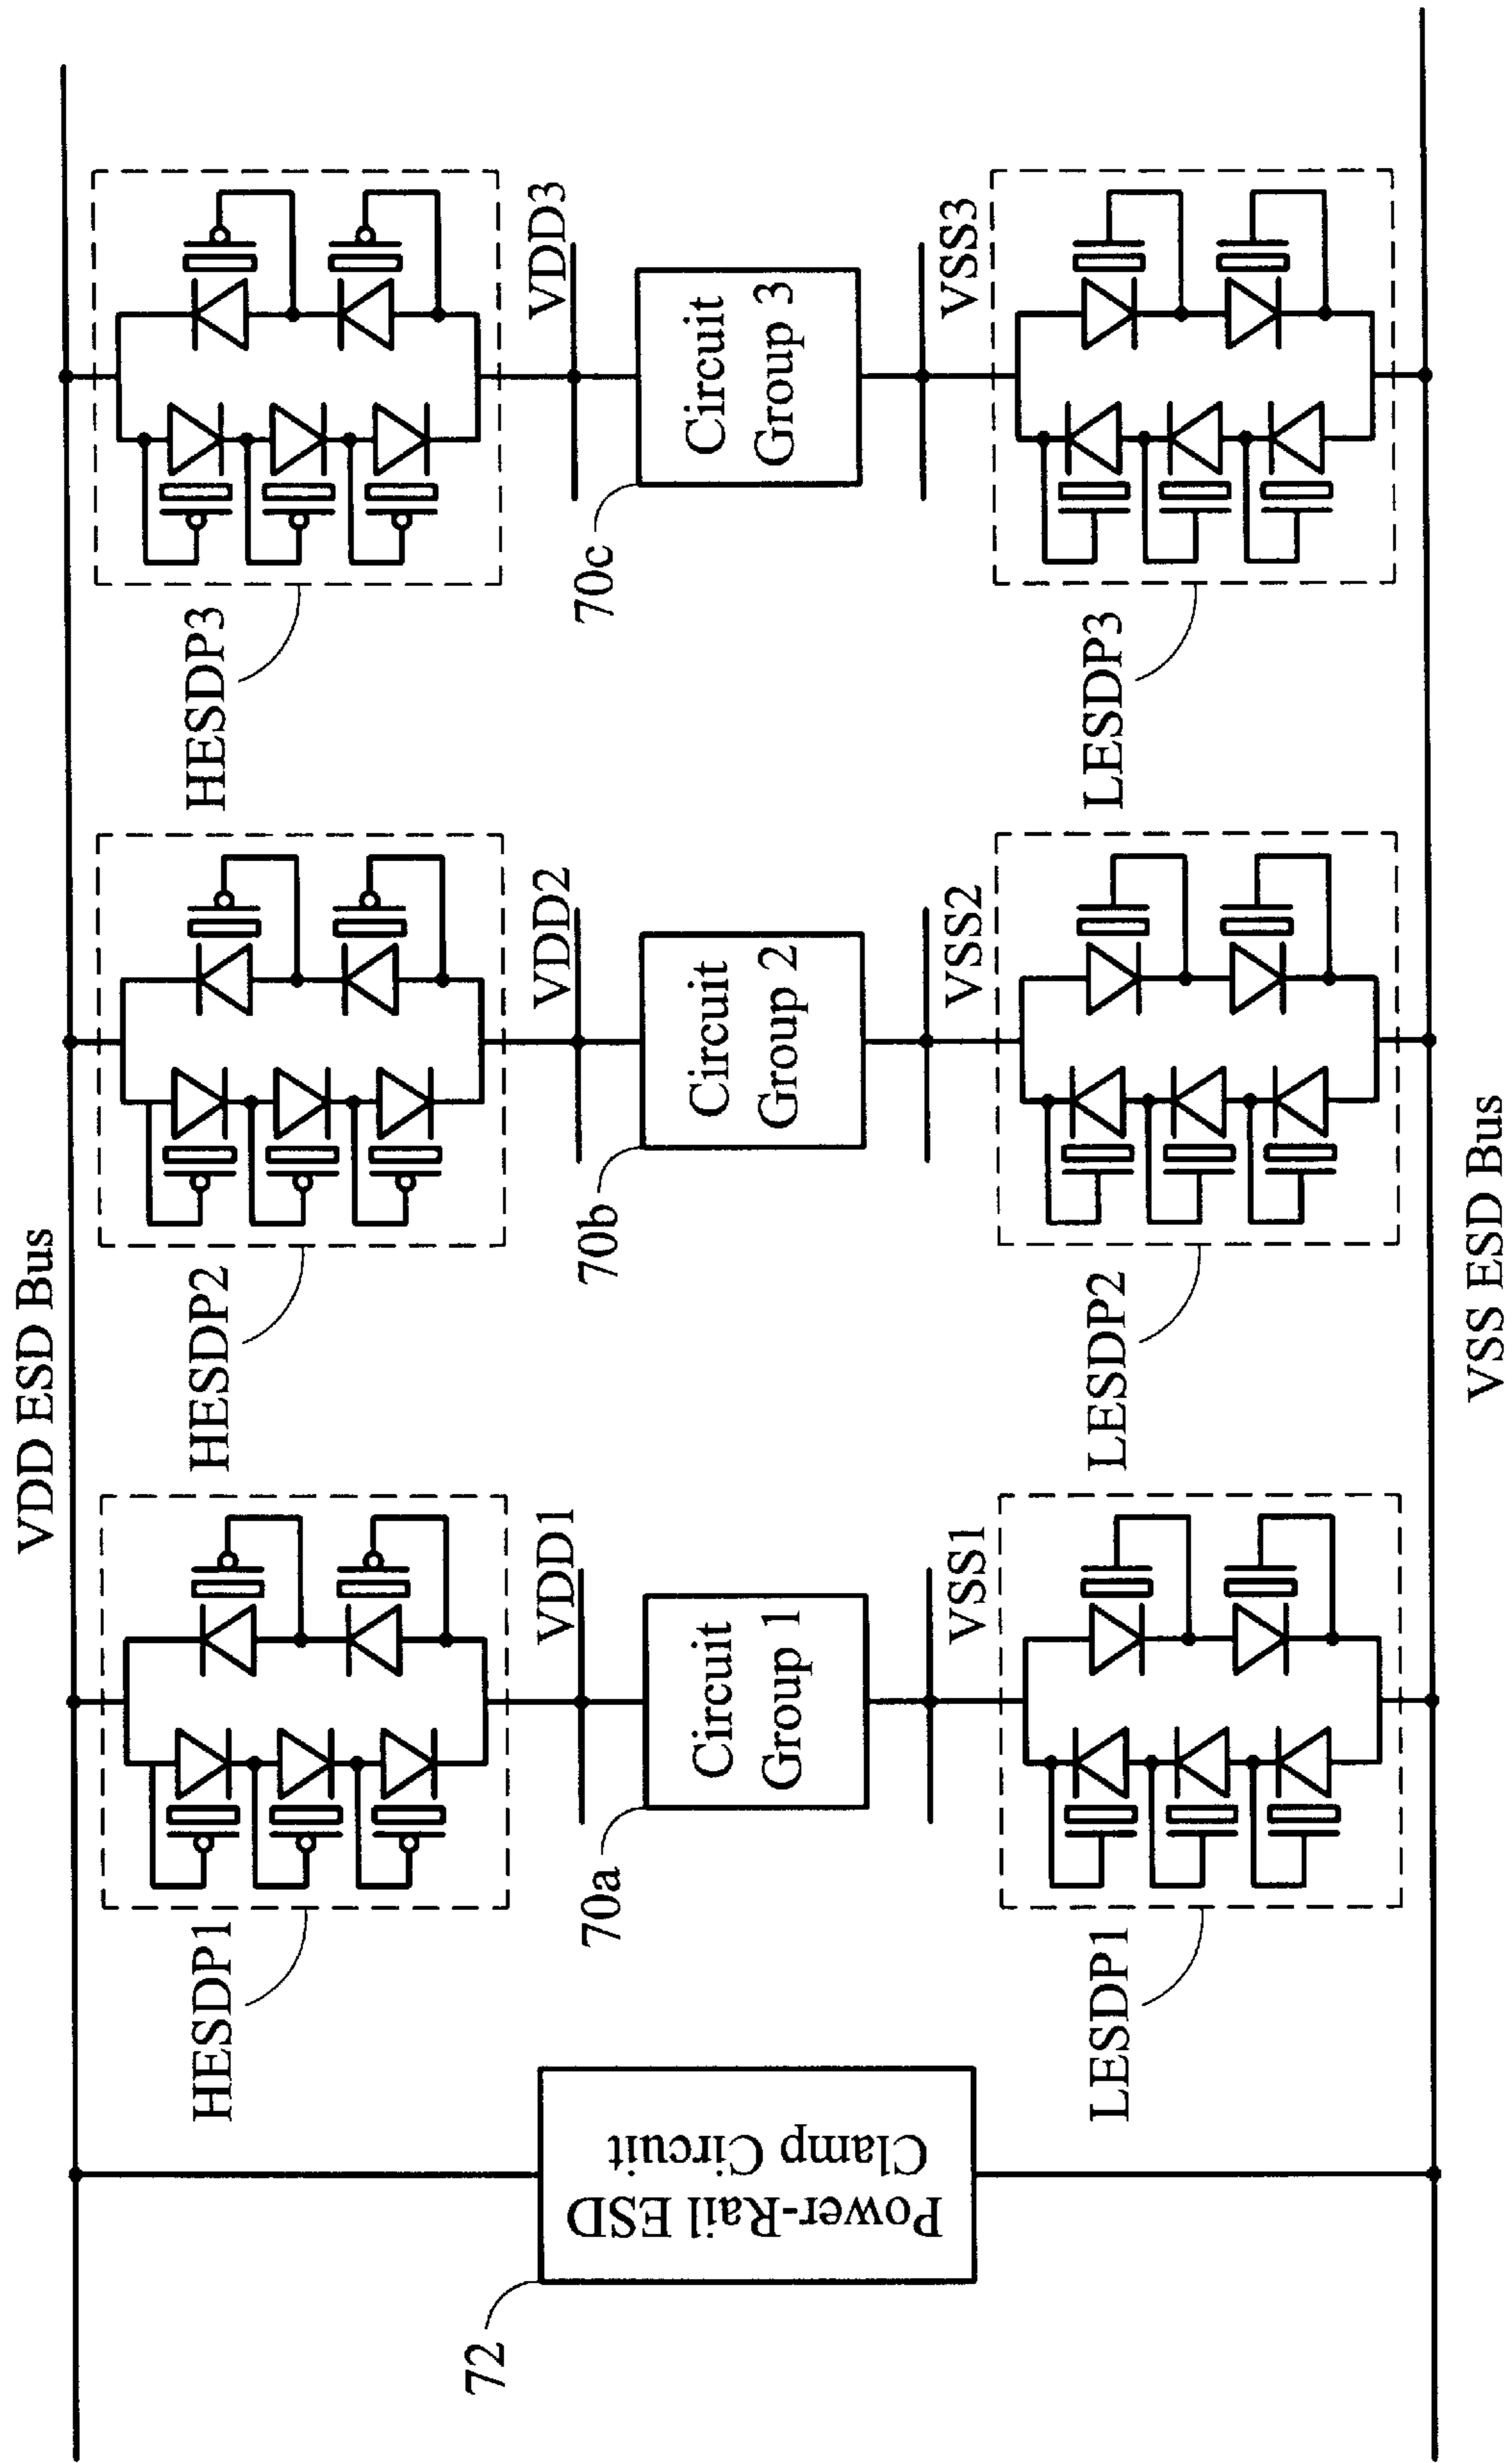 VDD ESD Bus
HESDP1
HESDP2
HESDP3
VDD1
VDD2
VDD3
72
Power-Rail ESD
Clamp Circuit
70a
Circuit
Group 1
70b
Circuit
Group 2
70c
Circuit
Group 3
VSS1
VSS2
VSS3
LESDP1
LESDP2
LESDP3
VSS ESD Bus